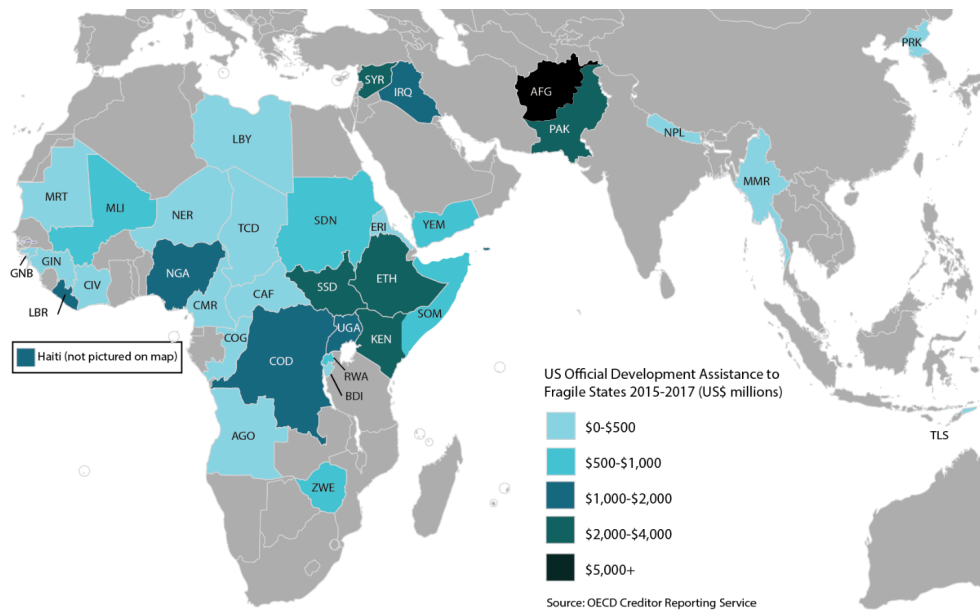 PRK
SYR
IRQ
AFG
PAK
NPL
MMR
LBY
MRT
MLI
NER
TCD
SDN
ERI
YEM
GNB
GIN
CIV
NGA
LBR
CMR
CAF
SSD
ETH
SOM
COG
COD
UGA
KEN
RWA
BDI
AGO
ZWE
TLS
Haiti (not pictured on map)
US Official Development Assistance to
Fragile States 2015-2017 (US$ millions)
$0-$500
$500-$1,000
$1,000-$2,000
$2,000-$4,000
$5,000+
Source: OECD Creditor Reporting Service